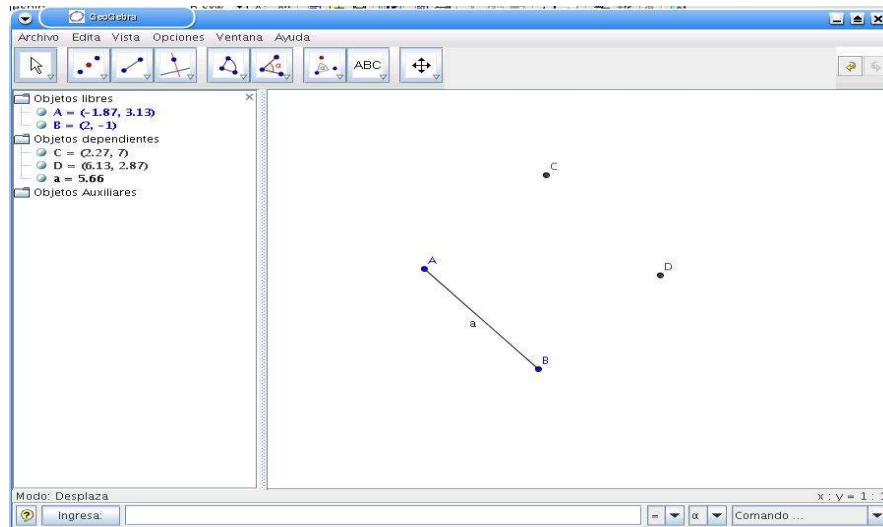 GeoGebra
Archivo Edita Vista Opciones Ventana Ayuda
ABC
Objetos libres
A = (-1.87, 3.13)
B = (2, -1)
Objetos dependientes
C = (2.27, 7)
D = (6.13, 2.87)
a = 5.66
Objetos Auxiliares
C
A
D
a
B
Modo: Desplaza
x : y = 1 :
Ingresa:
= α Comando ...